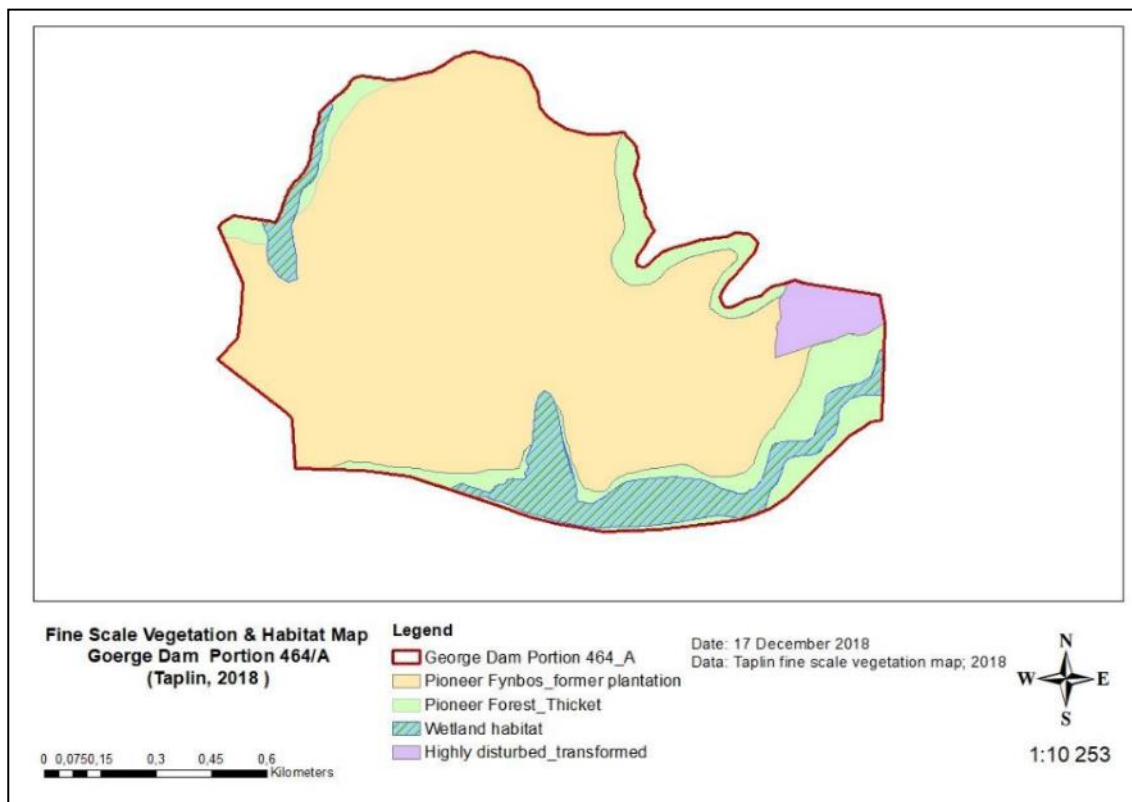 Fine Scale Vegetation & Habitat Map
Goerge Dam Portion 464/A
(Taplin, 2018 )
0 0,0750,15 0,3 0,45 0,6
Kilometers
Legend
George Dam Portion 464_A
Pioneer Fynbos_former plantation
Pioneer Forest_Thicket
Wetland habitat
Highly disturbed_transformed
Date: 17 December 2018
Data: Taplin fine scale vegetation map; 2018
N
W E
S
1:10 253